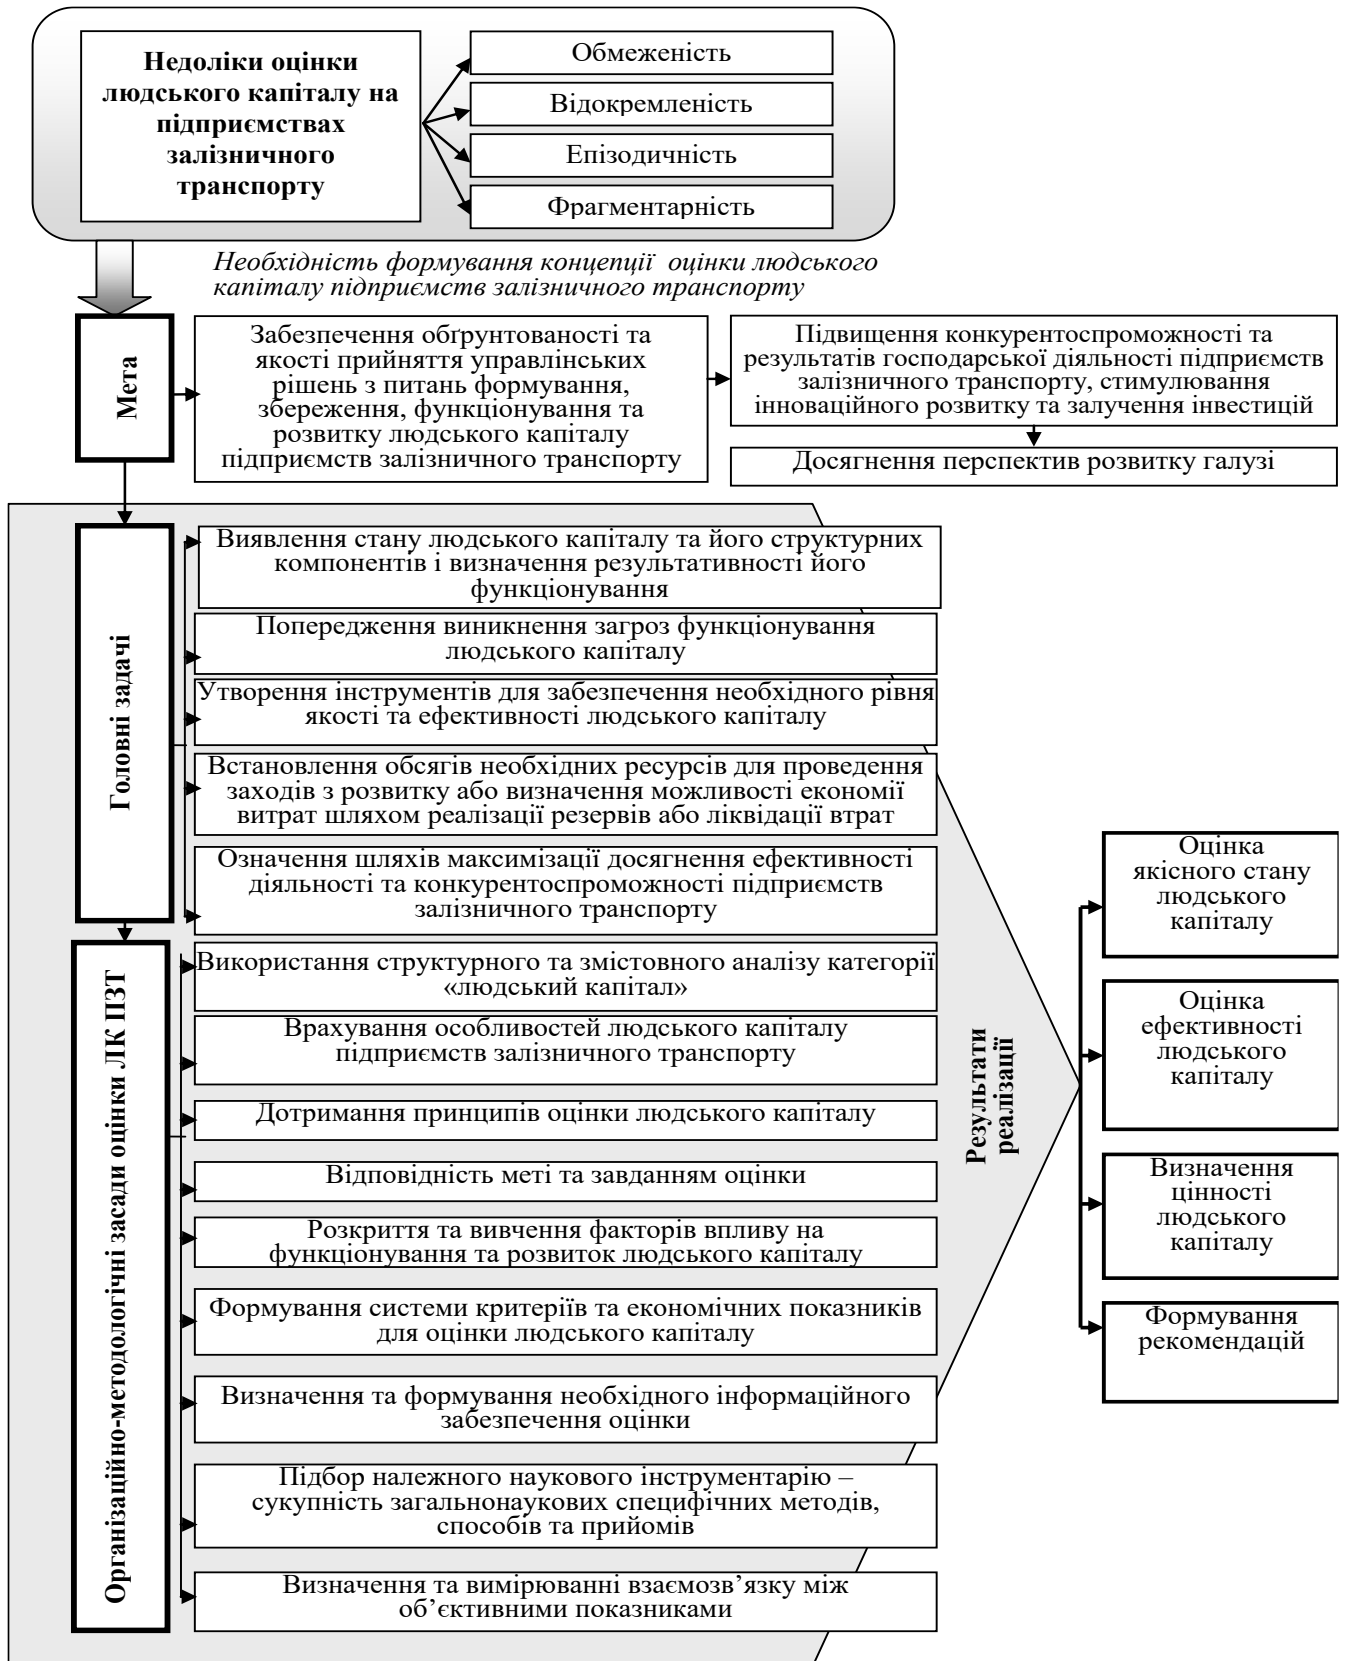 Недоліки оцінки
людського капіталу на
підприємствах
залізничного
транспорту
Обмеженість
Відокремленість
Епізодичність
Фрагментарність
Необхідність формування концепції оцінки людського
капіталу підприємств залізничного транспорту
Мета
Забезпечення обґрунтованості та
якості прийняття управлінських
рішень з питань формування,
збереження, функціонування та
розвитку людського капіталу
підприємств залізничного транспорту
Підвищення конкурентоспроможності та
результатів господарської діяльності підприємств
залізничного транспорту, стимулювання
інноваційного розвитку та залучення інвестицій
Досягнення перспектив розвитку галузі
Головні задачі
Виявлення стану людського капіталу та його структурних
компонентів і визначення результативності його
функціонування
Попередження виникнення загроз функціонування
людського капіталу
Утворення інструментів для забезпечення необхідного рівня
якості та ефективності людського капіталу
Встановлення обсягів необхідних ресурсів для проведення
заходів з розвитку або визначення можливості економії
витрат шляхом реалізації резервів або ліквідації втрат
Означення шляхів максимізації досягнення ефективності
діяльності та конкурентоспроможності підприємств
залізничного транспорту
Організаційно-методологічні засади оцінки ЛК ПЗТ
Використання структурного та змістовного аналізу категорії
«людський капітал»
Врахування особливостей людського капіталу
підприємств залізничного транспорту
Дотримання принципів оцінки людського капіталу
Відповідність меті та завданням оцінки
Розкриття та вивчення факторів впливу на
функціонування та розвиток людського капіталу
Формування системи критеріїв та економічних показників
для оцінки людського капіталу
Визначення та формування необхідного інформаційного
забезпечення оцінки
Підбор належного наукового інструментарію –
сукупність загальнонаукових специфічних методів,
способів та прийомів
Визначення та вимірюванні взаємозв’язку між
об’єктивними показниками
Результати
реалізації
Оцінка
якісного стану
людського
капіталу
Оцінка
ефективності
людського
капіталу
Визначення
цінності
людського
капіталу
Формування
рекомендацій